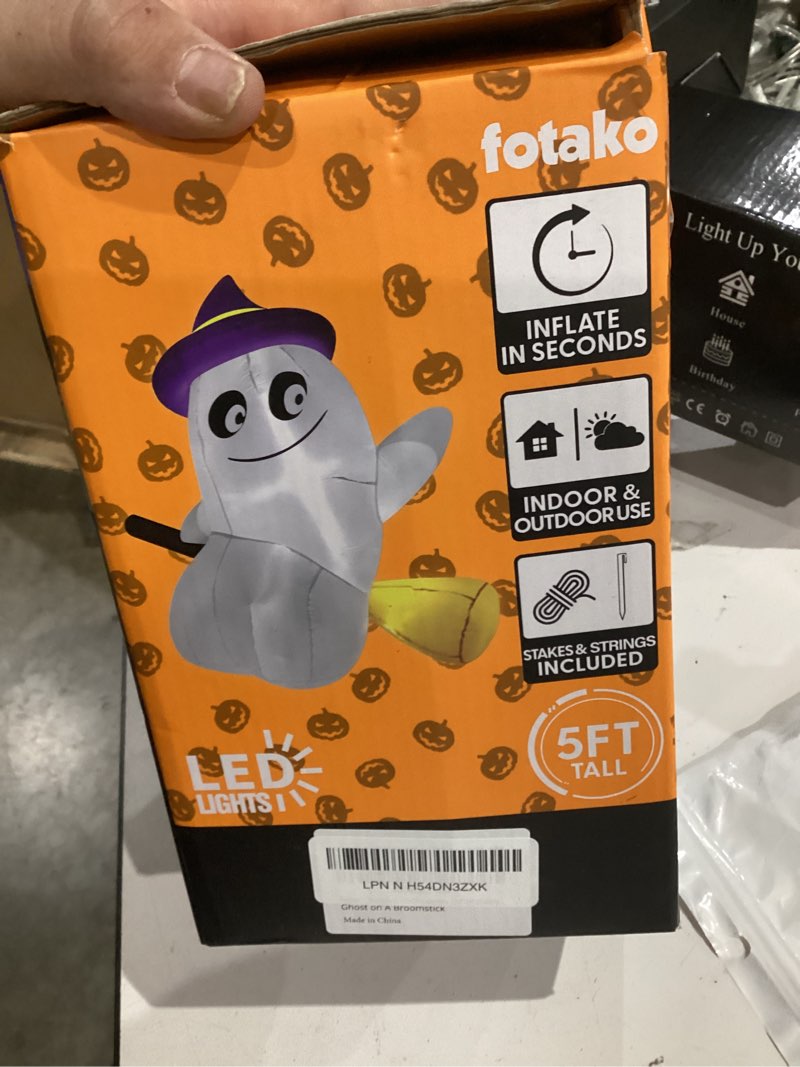 fotako
INFLATE
IN SECONDS
INDOOR &
OUTDOOR USE
STAKES & STRINGS
INCLUDED
5FT
TALL
LED
LIGHTS
LPN N H54DN3ZXK
Ghost on A Broomstick
Made in China
Light Up
House
Birthday
CE